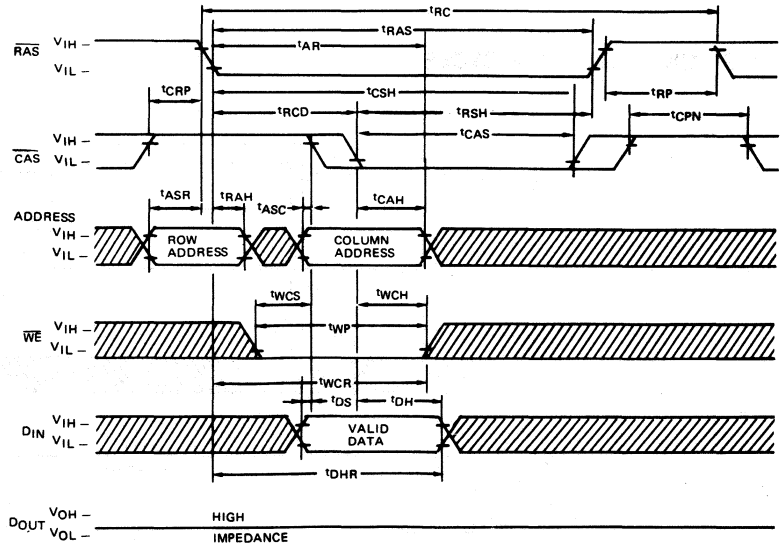 tRC
tRAS
tAR
RAS VIH –
VIL –
tCRP
tCSH
tRP
tRCD
tRSH
tCPN
tCAS
CAS VIH –
VIL –
tASR
tRAH
tASC
tCAH
ADDRESS
VIH –
VIL –
ROW ADDRESS
COLUMN ADDRESS
tWCS
tWCH
tWP
WE VIH –
VIL –
tWCR
tDS
tDH
DIN VIH –
VIL –
VALID DATA
tDHR
DOUT VOH –
VOL –
HIGH
IMPEDANCE